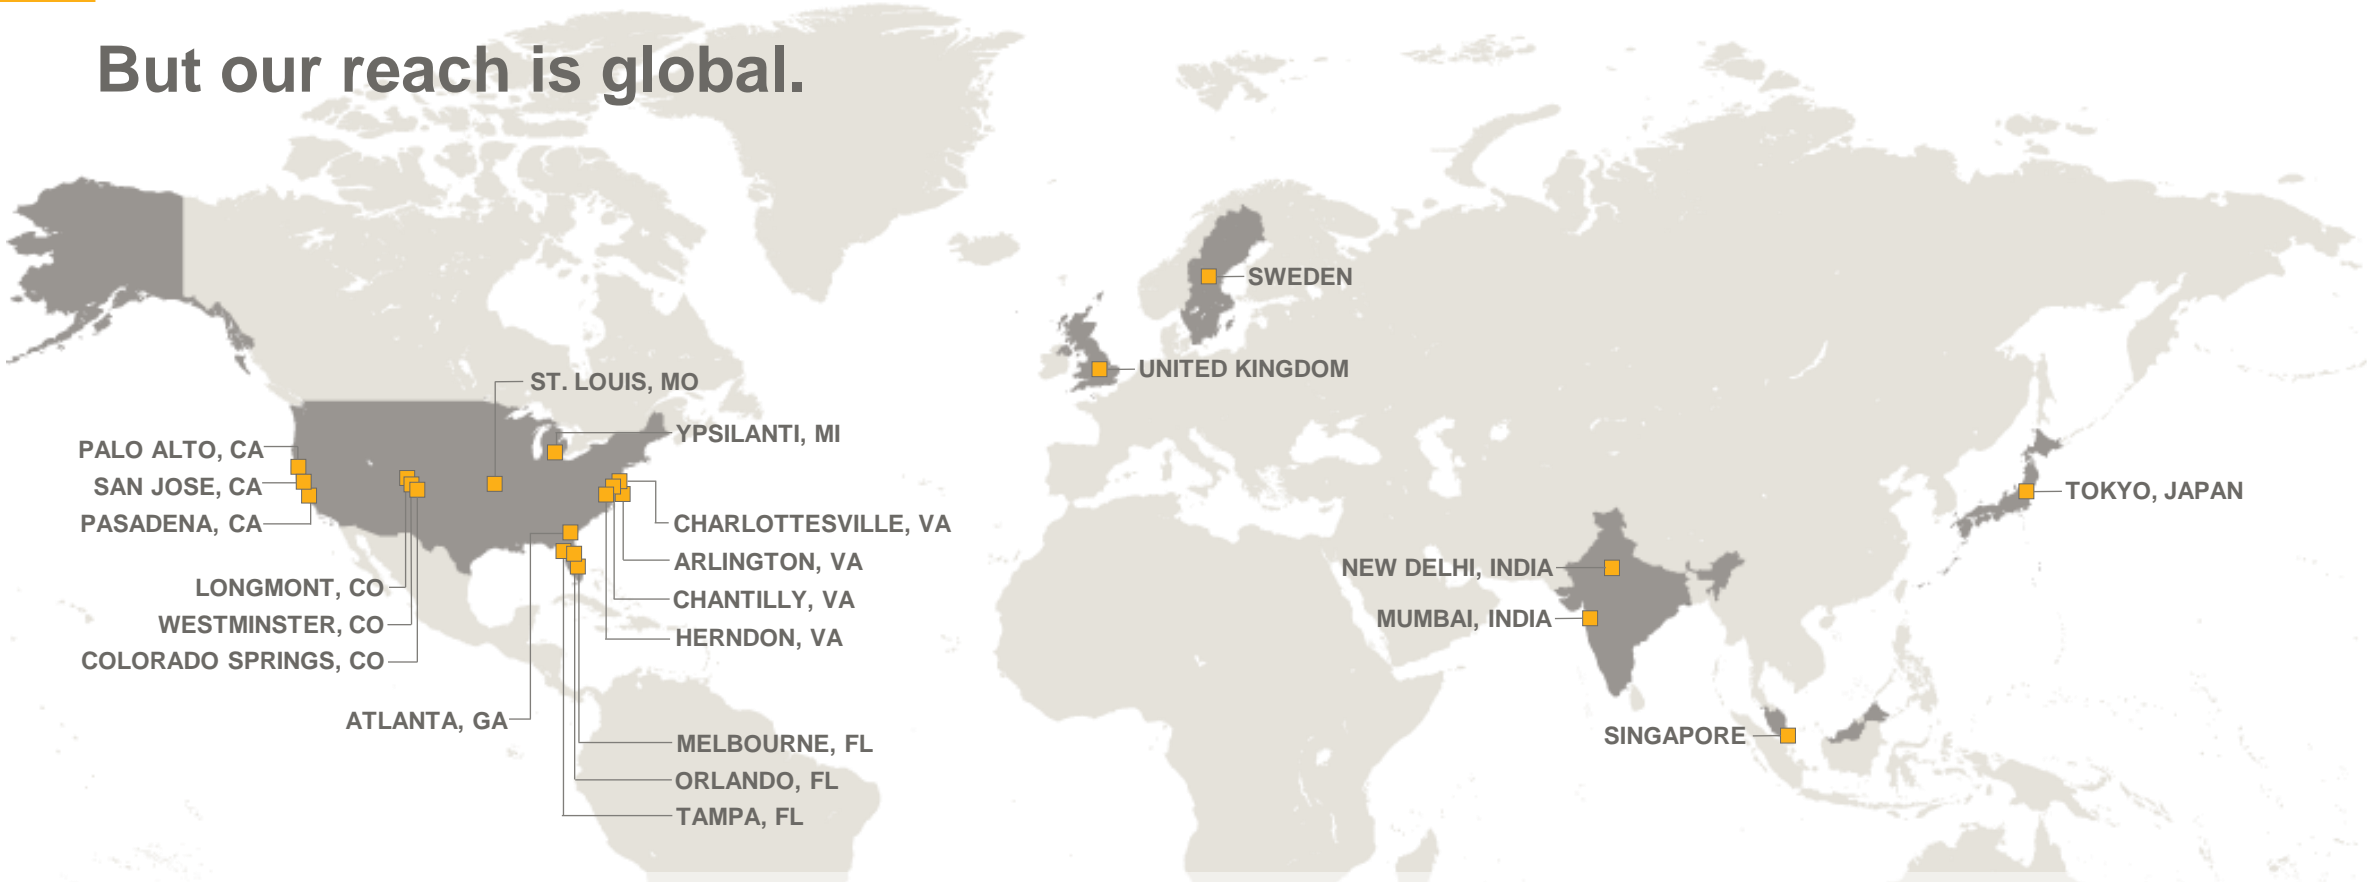 But our reach is global.
SWEDEN
UNITED KINGDOM
ST. LOUIS, MO
YPSILANTI, MI
PALO ALTO, CA
SAN JOSE, CA
PASADENA, CA
TOKYO, JAPAN
CHARLOTTESVILLE, VA
ARLINGTON, VA
CHANTILLY, VA
HERNDON, VA
NEW DELHI, INDIA
MUMBAI, INDIA
LONGMONT, CO
WESTMINSTER, CO
COLORADO SPRINGS, CO
ATLANTA, GA
SINGAPORE
MELBOURNE, FL
ORLANDO, FL
TAMPA, FL